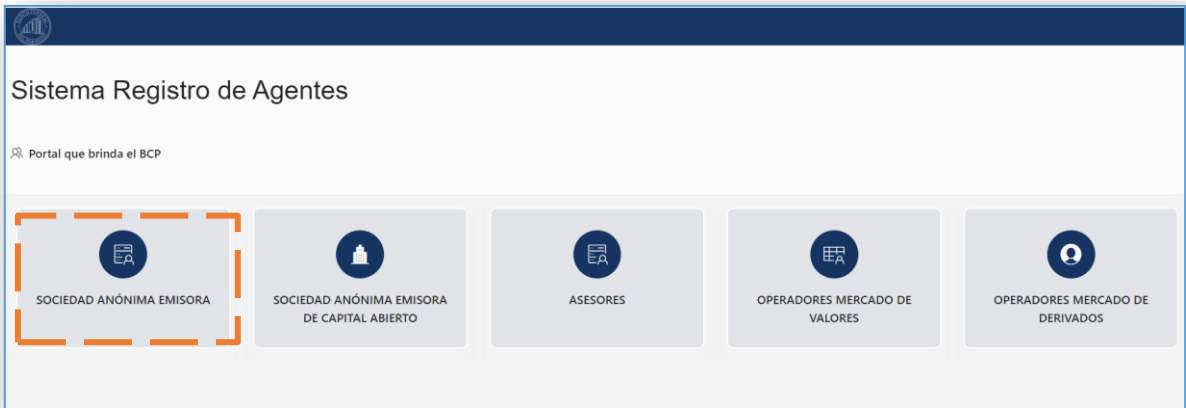 Sistema Registro de Agentes
Portal que brinda el BCP
SOCIEDAD ANÓNIMA EMISORA
SOCIEDAD ANÓNIMA EMISORA
DE CAPITAL ABIERTO
ASESORES
OPERADORES MERCADO DE
VALORES
OPERADORES MERCADO DE
DERIVADOS